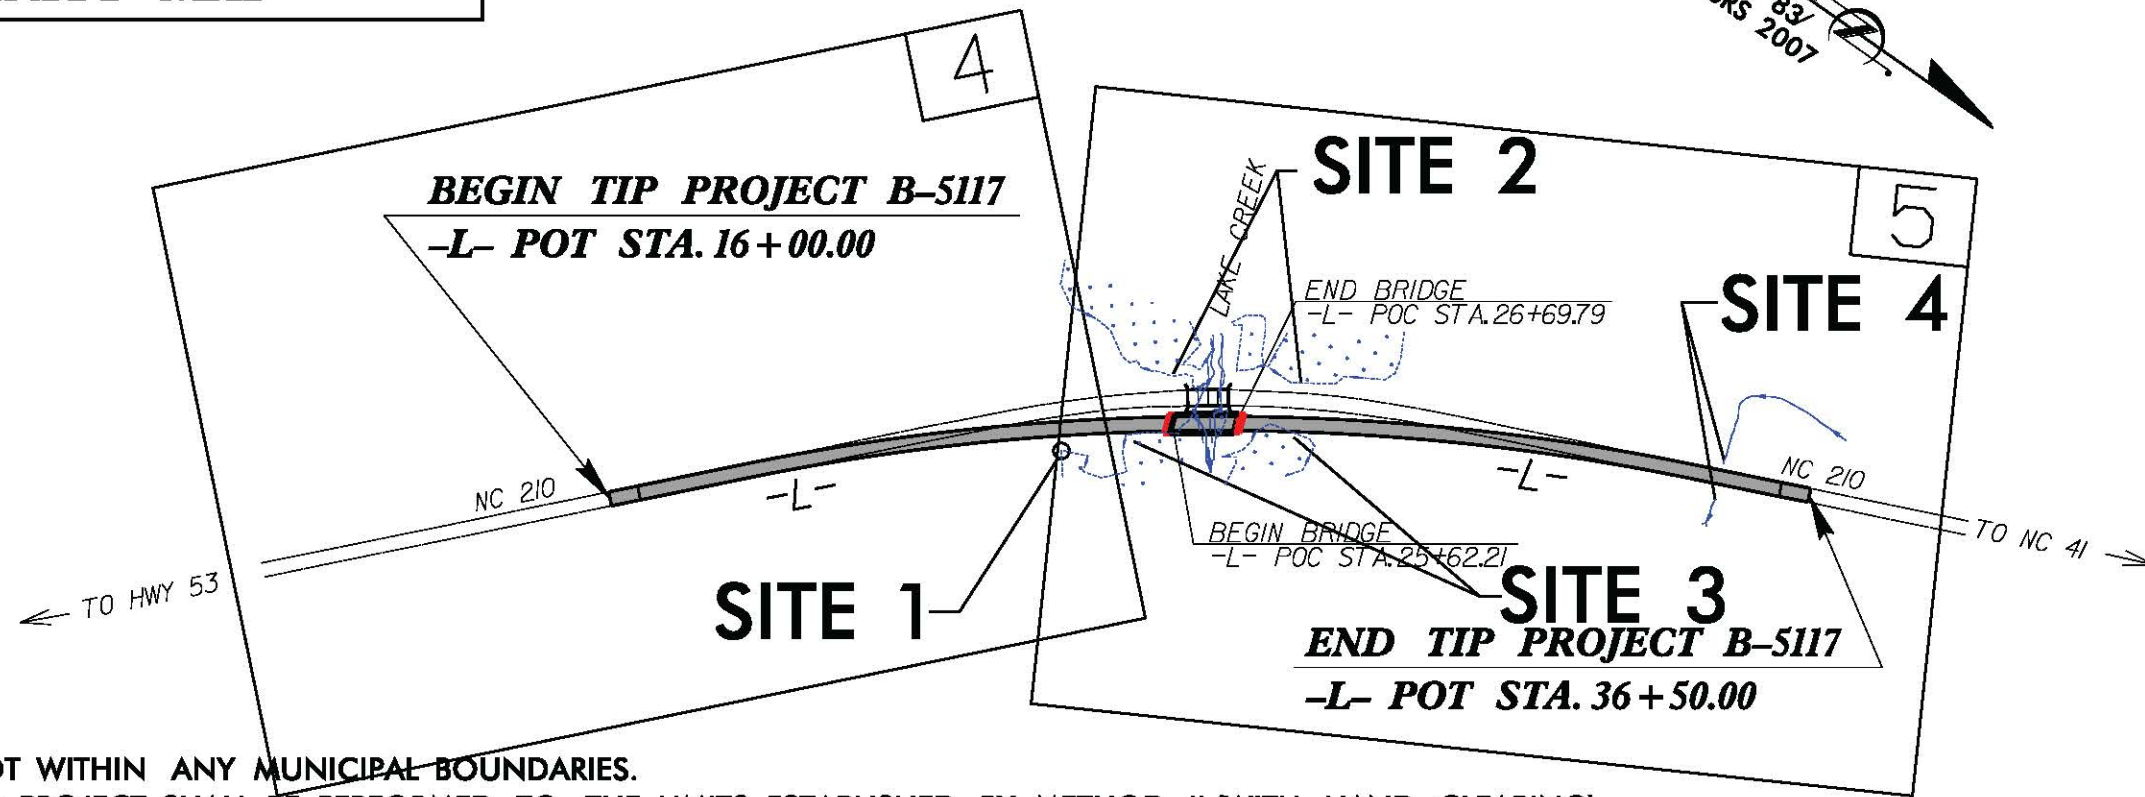 83/
2007
4
5
BEGIN TIP PROJECT B-5117
-L- POT STA. 16+00.00
LAKE CREEK
SITE 2
END BRIDGE
-L- POC STA. 26+69.79
SITE 4
NC 210
-L-
-L-
NC 210
TO HWY 53
TO NC 41
BEGIN BRIDGE
-L- POC STA. 25+62.21
SITE 1
SITE 3
END TIP PROJECT B-5117
-L- POT STA. 36+50.00
WITHIN ANY MUNICIPAL BOUNDARIES.